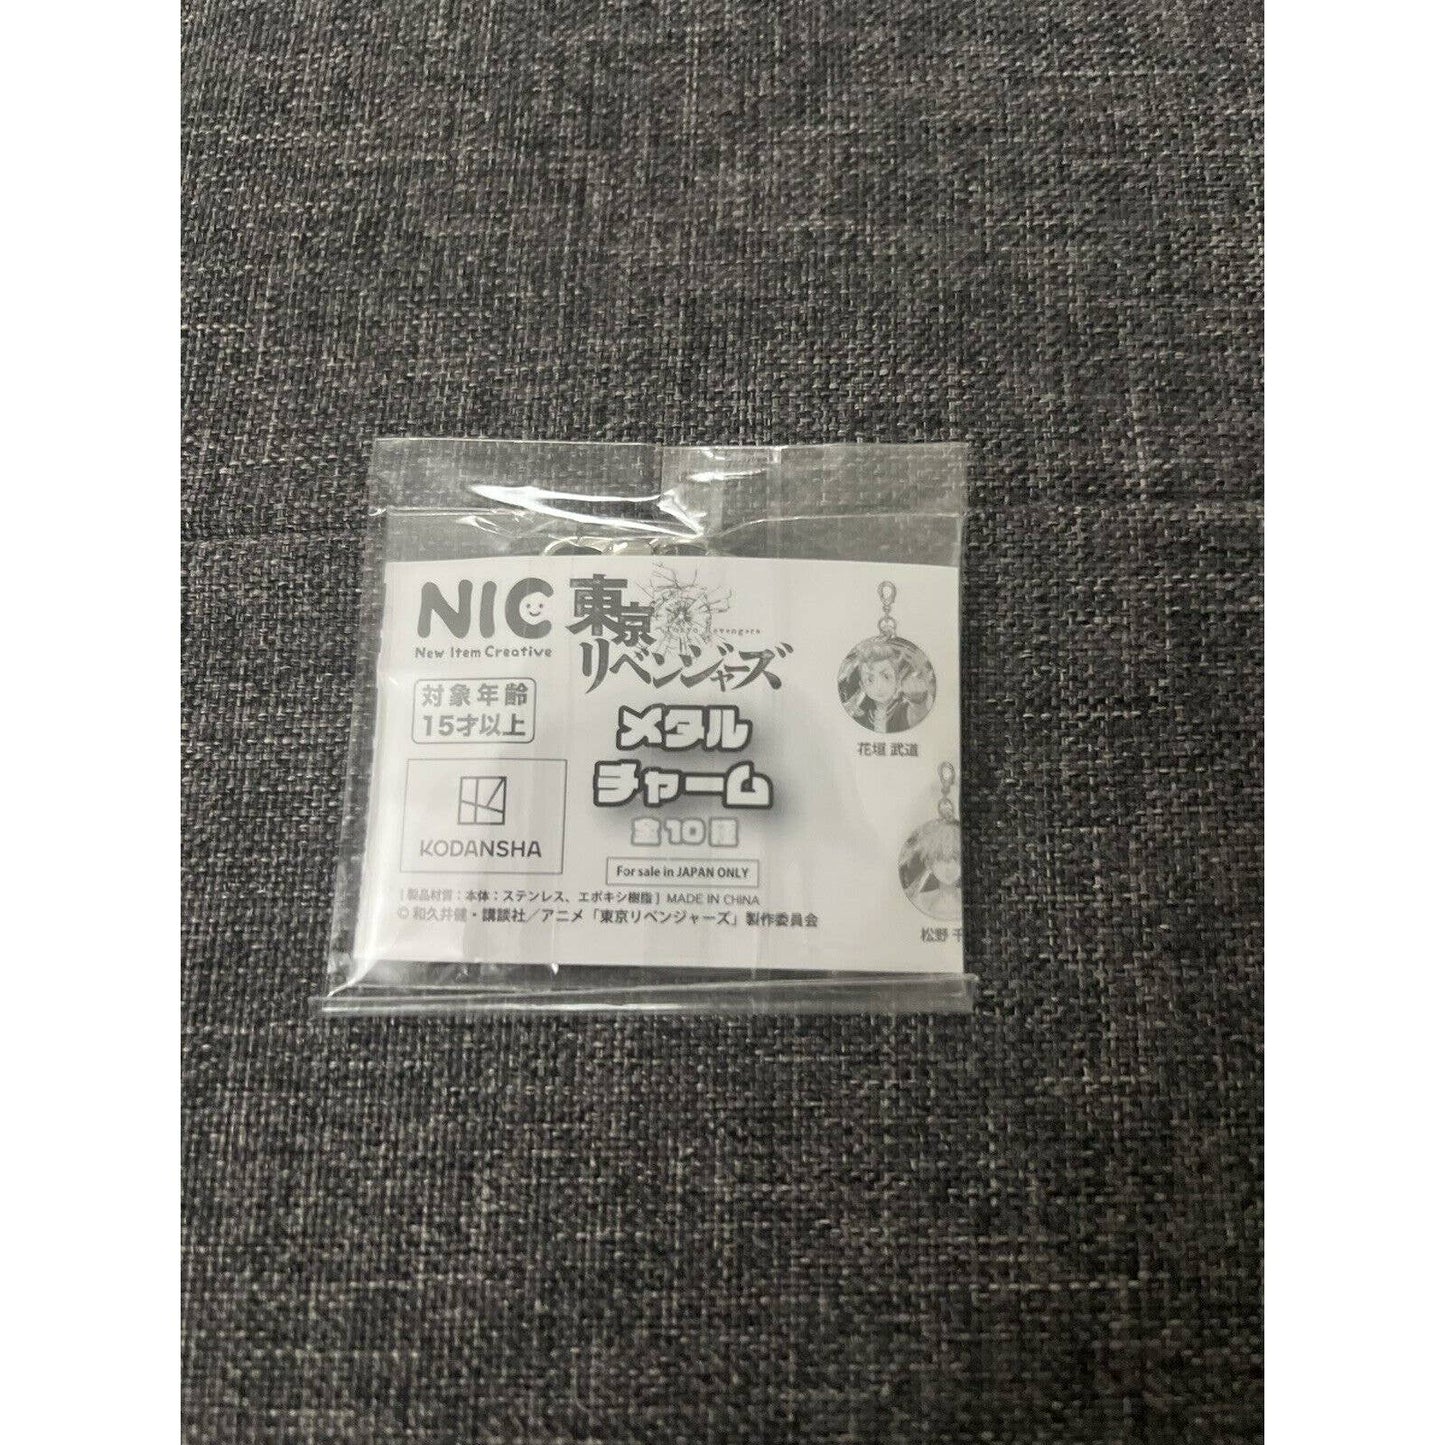 NIC
New Item Creative
東京
Tokyo Revengers
リベンジャーズ
対象年齢
15才以上
メタル
チャーム
全10種
KODANSHA
For sale in JAPAN ONLY
[ 製品材質：本体：ステンレス、エポキシ樹脂 ] MADE IN CHINA
© 和久井健・講談社／アニメ「東京リベンジャーズ」製作委員会
花垣 武道
松野 千